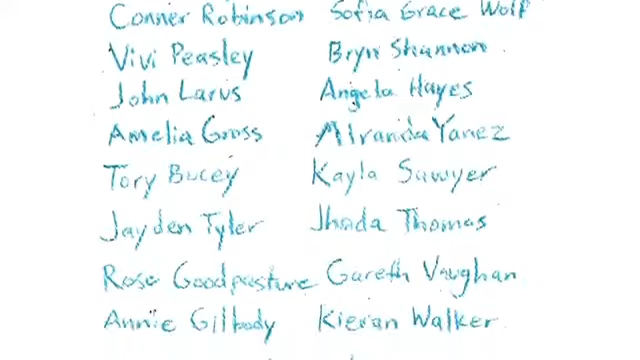 Conner Robinson Sofia Grace Wolf
Vivi Peasley Bryn Shannon
John Larus Angela Hayes
Amelia Gross Miranda Yanez
Tory Bucey Kayla Sawyer
Jayden Tyler Jhada Thomas
Rose Goodpasture Gareth Vaughan
Annie Gilbody Kieran Walker